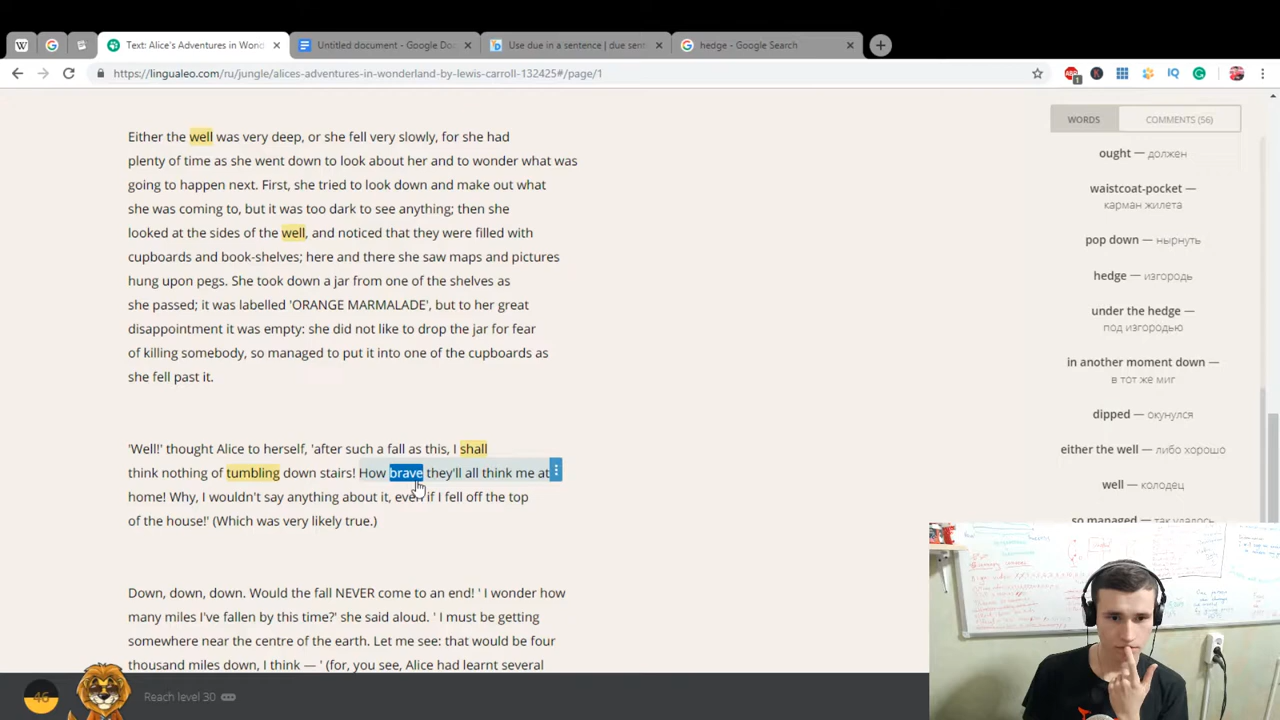 Text: Alice's Adventures in Wond
Untitled document - Google Do
Use due in a sentence | due sent
hedge - Google Search
https://lingualeo.com/ru/jungle/alices-adventures-in-wonderland-by-lewis-carroll-132425#/page/1
Either the well was very deep, or she fell very slowly, for she had
plenty of time as she went down to look about her and to wonder what was
going to happen next. First, she tried to look down and make out what
she was coming to, but it was too dark to see anything; then she
looked at the sides of the well, and noticed that they were filled with
cupboards and book-shelves; here and there she saw maps and pictures
hung upon pegs. She took down a jar from one of the shelves as
she passed; it was labelled 'ORANGE MARMALADE', but to her great
disappointment it was empty: she did not like to drop the jar for fear
of killing somebody, so managed to put it into one of the cupboards as
she fell past it.
'Well!' thought Alice to herself, 'after such a fall as this, I shall
think nothing of tumbling down stairs! How brave they'll all think me at
home! Why, I wouldn't say anything about it, even if I fell off the top
of the house!' (Which was very likely true.)
Down, down, down. Would the fall NEVER come to an end! ' I wonder how
many miles I've fallen by this time?' she said aloud. ' I must be getting
somewhere near the centre of the earth. Let me see: that would be four
thousand miles down, I think — ' (for, you see, Alice had learnt several
WORDS
COMMENTS (56)
ought — должен
waistcoat-pocket —
карман жилета
pop down — нырнуть
hedge — изгородь
under the hedge —
под изгородью
in another moment down —
в тот же миг
dipped — окунулся
either the well — либо хорошо
well — колодец
so managed — так удалось
46
Reach level 30